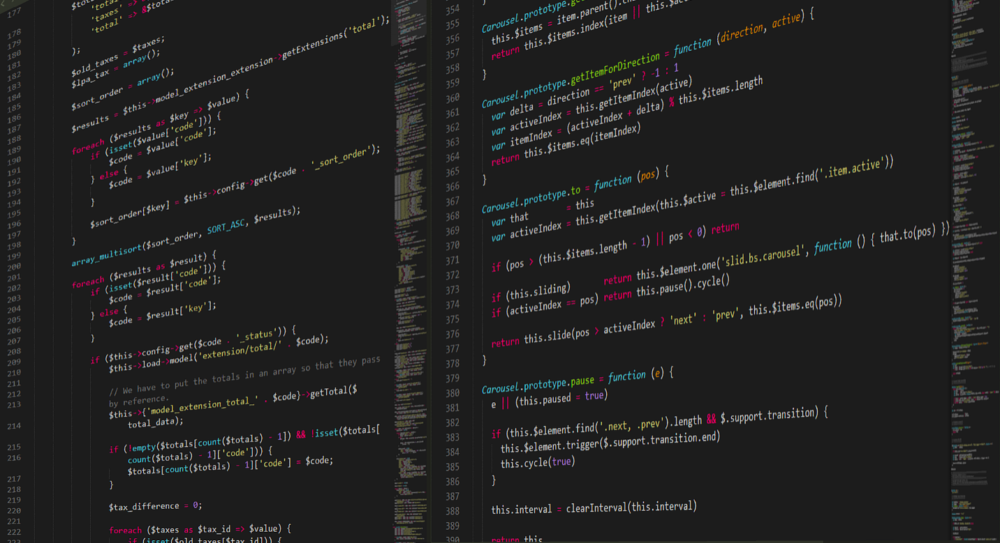 177
178
179
180
181
182
183
184
185
186
187
188
189
190
191
192
193
194
195
196
197
198
199
200
201
202
203
204
205
206
207
208
209
210
211
212
213
214
215
216
217
218
219
220
221
222
223
'taxes' =>
'total' => &$total
);
$old_taxes = $taxes;
$lpa_tax = array();
$sort_order = array();
$results = $this->model_extension_extension->getExtensions('total');
foreach ($results as $key => $value) {
if (isset($value['code'])) {
$code = $value['code'];
} else {
$code = $value['key'];
}
$sort_order[$key] = $this->config->get($code . '_sort_order');
}
array_multisort($sort_order, SORT_ASC, $results);
foreach ($results as $result) {
if (isset($result['code'])) {
$code = $result['code'];
} else {
$code = $result['key'];
}
if ($this->config->get($code . '_status')) {
$this->load->model('extension/total/' . $code);
// We have to put the totals in an array so that they pass
by reference.
$this->{'model_extension_total_' . $code}->getTotal($
total_data);
if (!empty($totals[count($totals) - 1]) && !isset($totals[
count($totals) - 1]['code'])) {
$totals[count($totals) - 1]['code'] = $code;
}
$tax_difference = 0;
foreach ($taxes as $tax_id => $value) {
if (isset($old_taxes[$tax_id])) {
354
355
356
357
358
359
360
361
362
363
364
365
366
367
368
369
370
371
372
373
374
375
376
377
378
379
380
381
382
383
384
385
386
387
388
389
390
}
Carousel.prototype.
this.$items = item.parent().
return this.$items.index(item || this.
}
Carousel.prototype.getItemForDirection = function (direction, active) {
var delta = direction == 'prev' ? -1 : 1
var activeIndex = this.getItemIndex(active)
var itemIndex = (activeIndex + delta) % this.$items.length
return this.$items.eq(itemIndex)
}
Carousel.prototype.to = function (pos) {
var that = this
var activeIndex = this.getItemIndex(this.$active = this.$element.find('.item.active'))
if (pos > (this.$items.length - 1) || pos < 0) return
if (this.sliding) return this.$element.one('slid.bs.carousel', function () { that.to(pos) })
if (activeIndex == pos) return this.pause().cycle()
return this.slide(pos > activeIndex ? 'next' : 'prev', this.$items.eq(pos))
}
Carousel.prototype.pause = function (e) {
e || (this.paused = true)
if (this.$element.find('.next, .prev').length && $.support.transition) {
this.$element.trigger($.support.transition.end)
this.cycle(true)
}
this.interval = clearInterval(this.interval)
return this